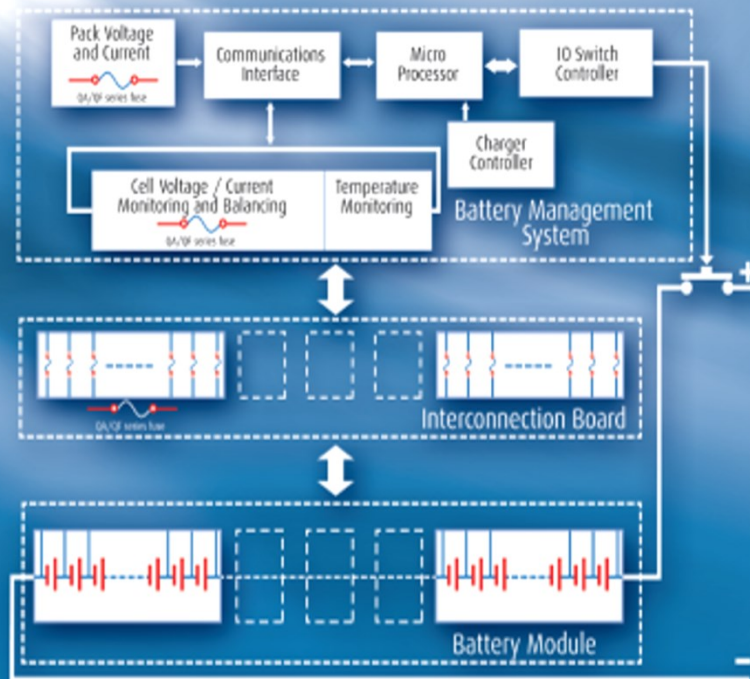 Pack Voltage
and Current
QA/QF series fuse
Communications
Interface
Micro
Processor
IO Switch
Controller
Charger
Controller
Cell Voltage / Current
Monitoring and Balancing
QA/QF series fuse
Temperature
Monitoring
Battery Management
System
+
QA/QF series fuse
Interconnection Board
Battery Module